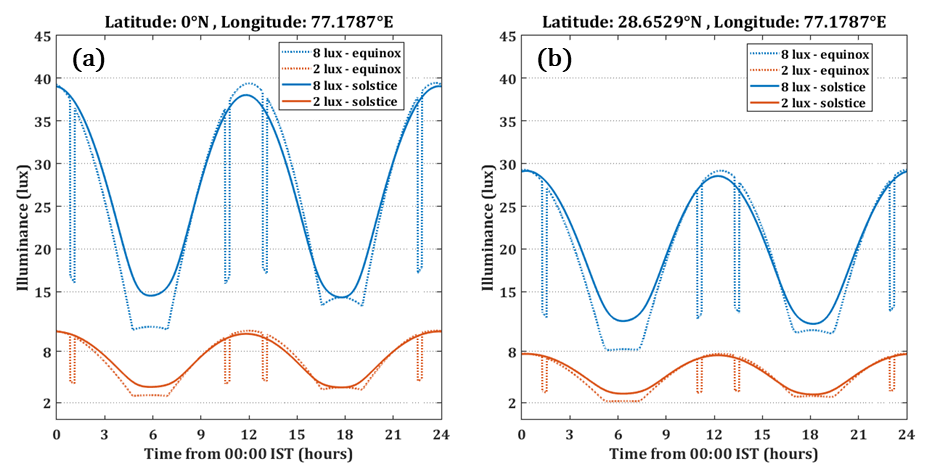 Latitude: 0°N , Longitude: 77.1787°E
(a)
8 lux - equinox
2 lux - equinox
8 lux - solstice
2 lux - solstice
Illuminance (lux)
45
40
35
30
25
20
15
8
2
0 3 6 9 12 15 18 21 24
Time from 00:00 IST (hours)
Latitude: 28.6529°N , Longitude: 77.1787°E
(b)
8 lux - equinox
2 lux - equinox
8 lux - solstice
2 lux - solstice
Illuminance (lux)
45
40
35
30
25
20
15
8
2
0 3 6 9 12 15 18 21 24
Time from 00:00 IST (hours)